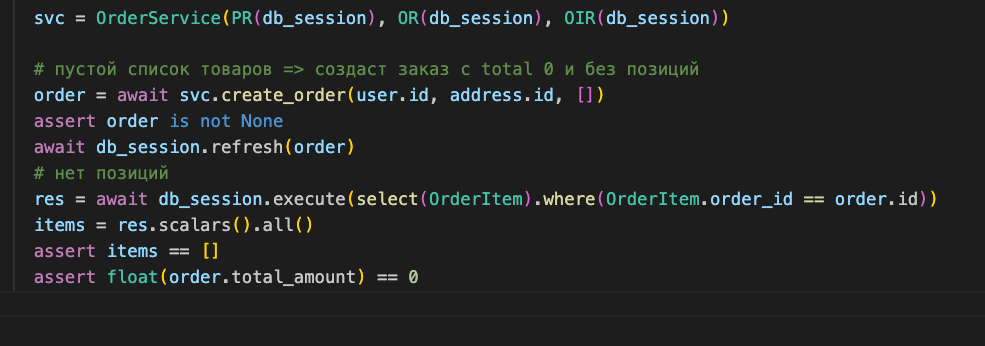 svc = OrderService(PR(db_session), OR(db_session), OIR(db_session))
# пустой список товаров => создаст заказ с total 0 и без позиций
order = await svc.create_order(user.id, address.id, [])
assert order is not None
await db_session.refresh(order)
# нет позиций
res = await db_session.execute(select(OrderItem).where(OrderItem.order_id == order.id))
items = res.scalars().all()
assert items == []
assert float(order.total_amount) == 0